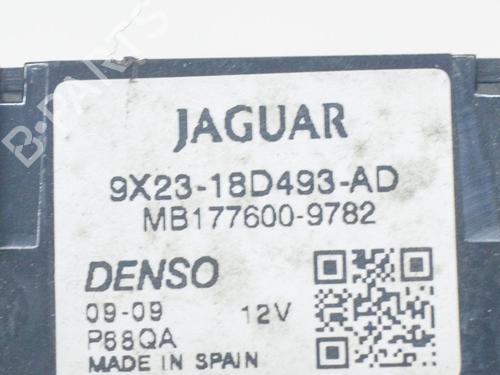 B-PARTS
JAGUAR
9X23-18D493-AD
MB177600-9782
DENSO
09-09 12V
P68QA
MADE IN SPAIN